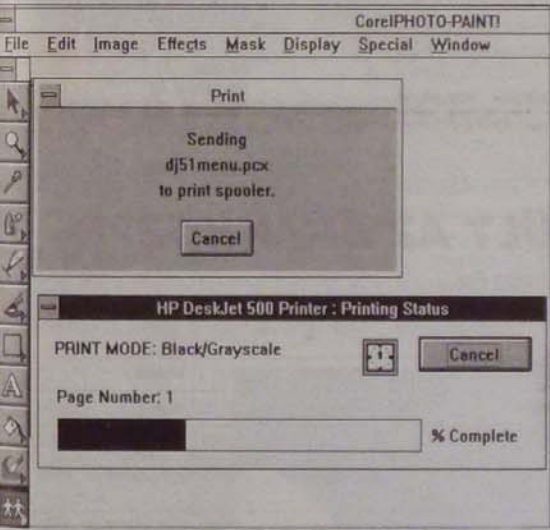 CorelPHOTO-PAINT!
File Edit Image Effects Mask Display Special Window
Print
Sending
dj51menu.pcx
to print spooler.
Cancel
HP DeskJet 500 Printer : Printing Status
PRINT MODE: Black/Grayscale
Cancel
Page Number: 1
% Complete
A